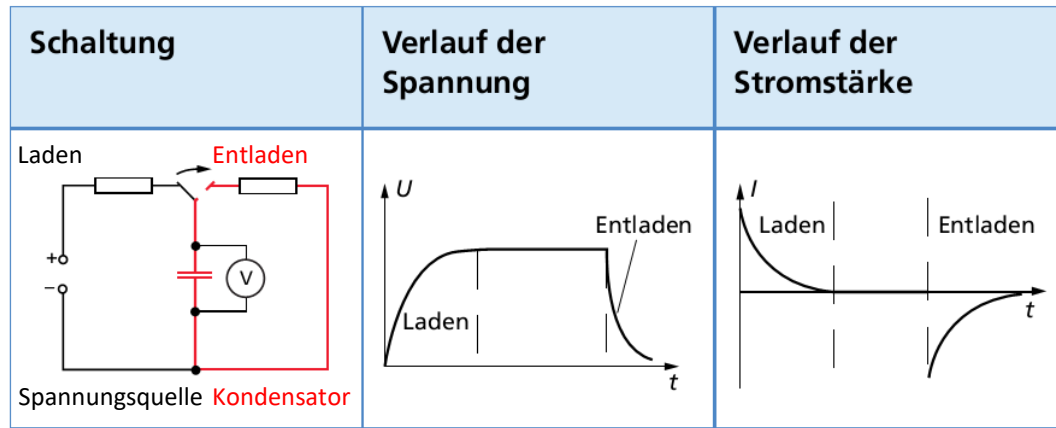 Schaltung
Verlauf der
Spannung
Verlauf der
Stromstärke
Laden
Entladen
+
−
V
Spannungsquelle
Kondensator
U
Entladen
Laden
t
I
Laden
Entladen
t